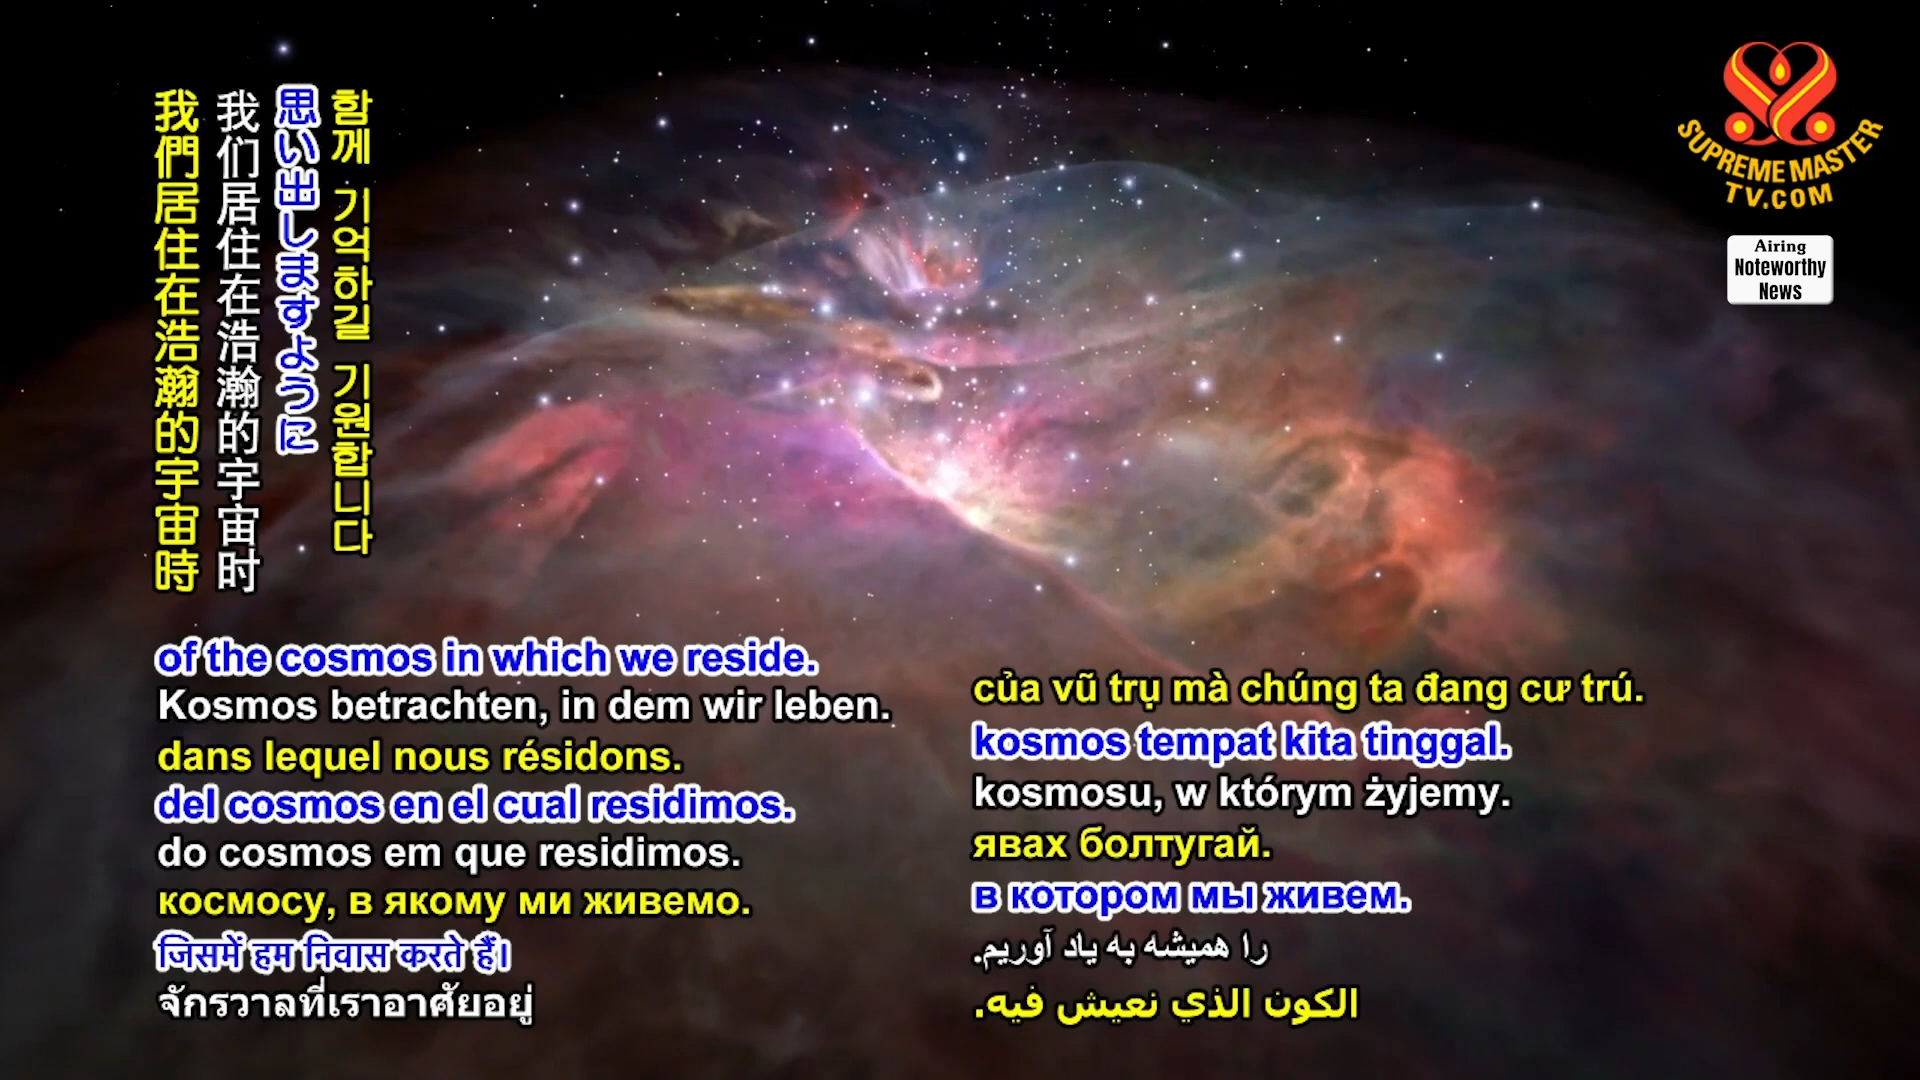 我們居住在浩瀚的宇宙時
我们居住在浩瀚的宇宙时
思い出しますように
함께 기억하길 기원합니다
of the cosmos in which we reside.
Kosmos betrachten, in dem wir leben.
dans lequel nous résidons.
del cosmos en el cual residimos.
do cosmos em que residimos.
космосу, в якому ми живемо.
जिसमें हम निवास करते हैं।
จักรวาลที่เราอาศัยอยู่
của vũ trụ mà chúng ta đang cư trú.
kosmos tempat kita tinggal.
kosmosu, w którym żyjemy.
явах болтугай.
в котором мы живем.
را همیشه به یاد آوریم.
الكون الذي نعيش فيه.
SUPREME MASTER
TV.COM
Airing
Noteworthy
News